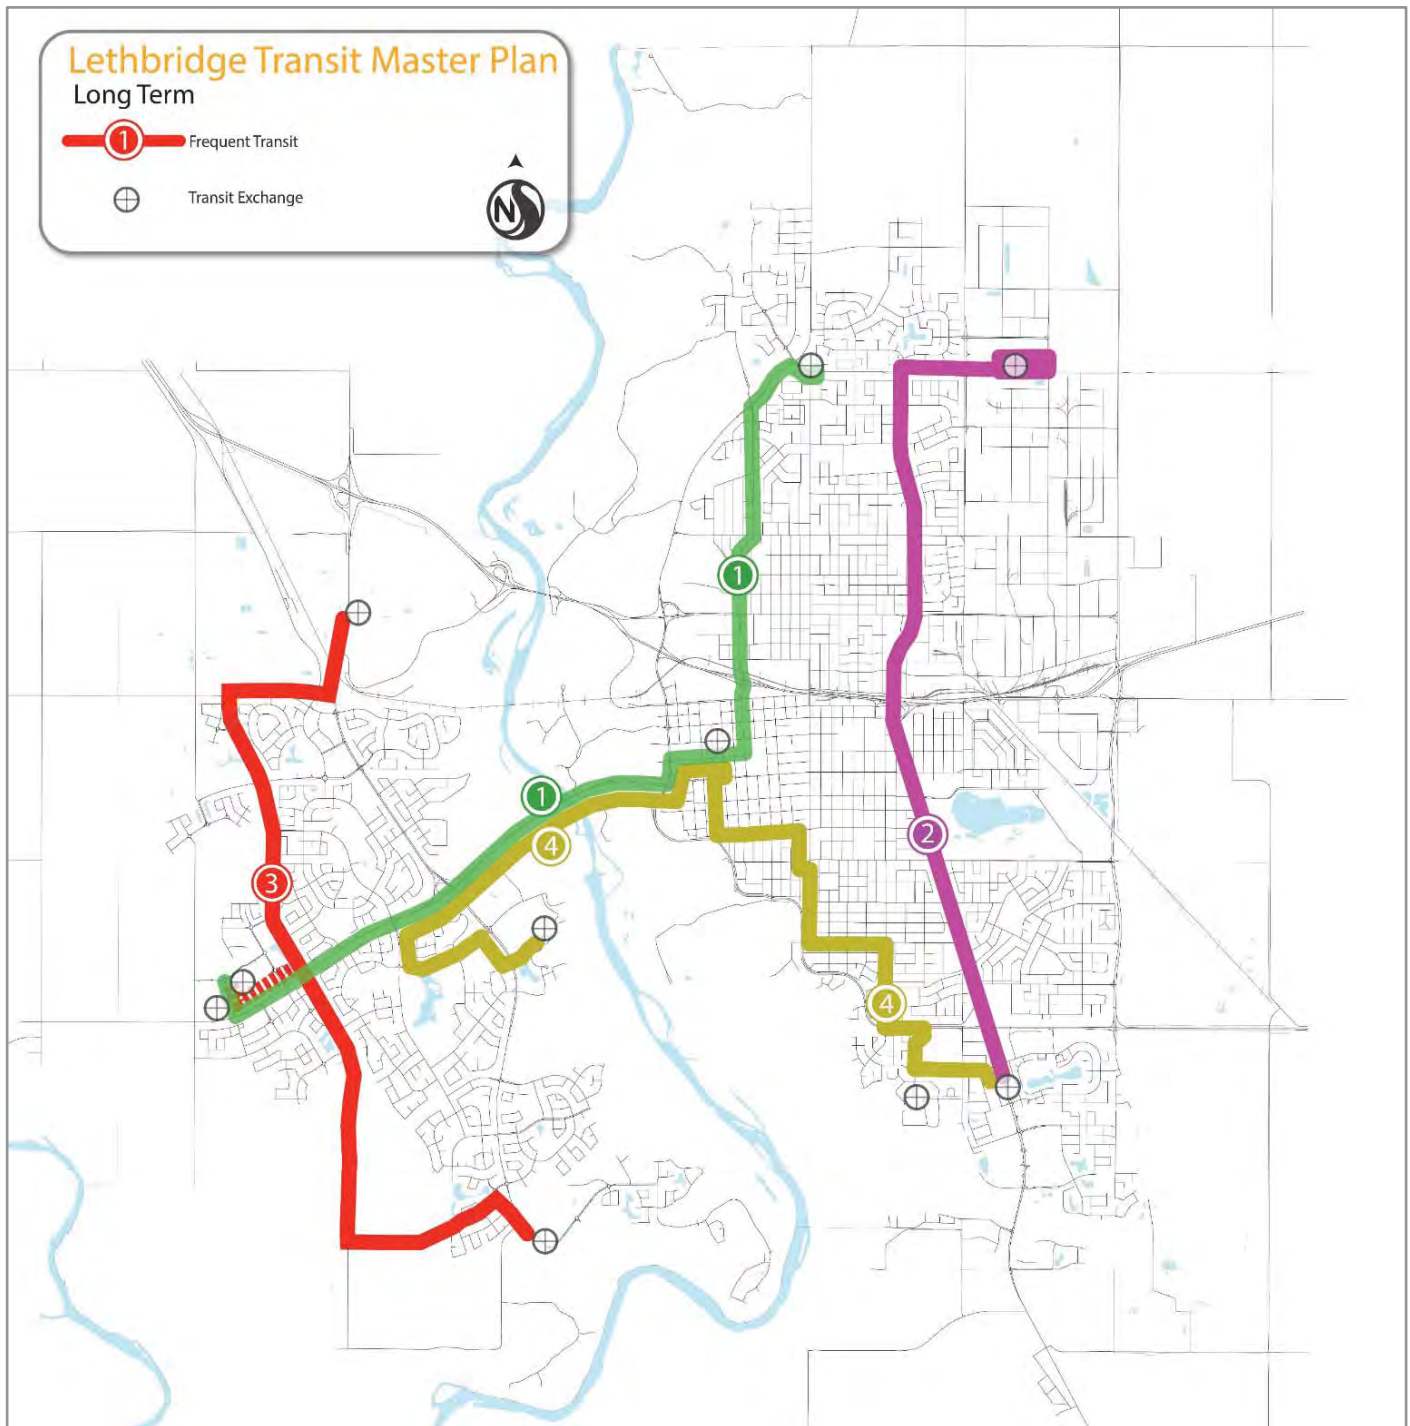 Lethbridge Transit Master Plan
Long Term
1 Frequent Transit
Transit Exchange
N
1
1
4
2
3
4